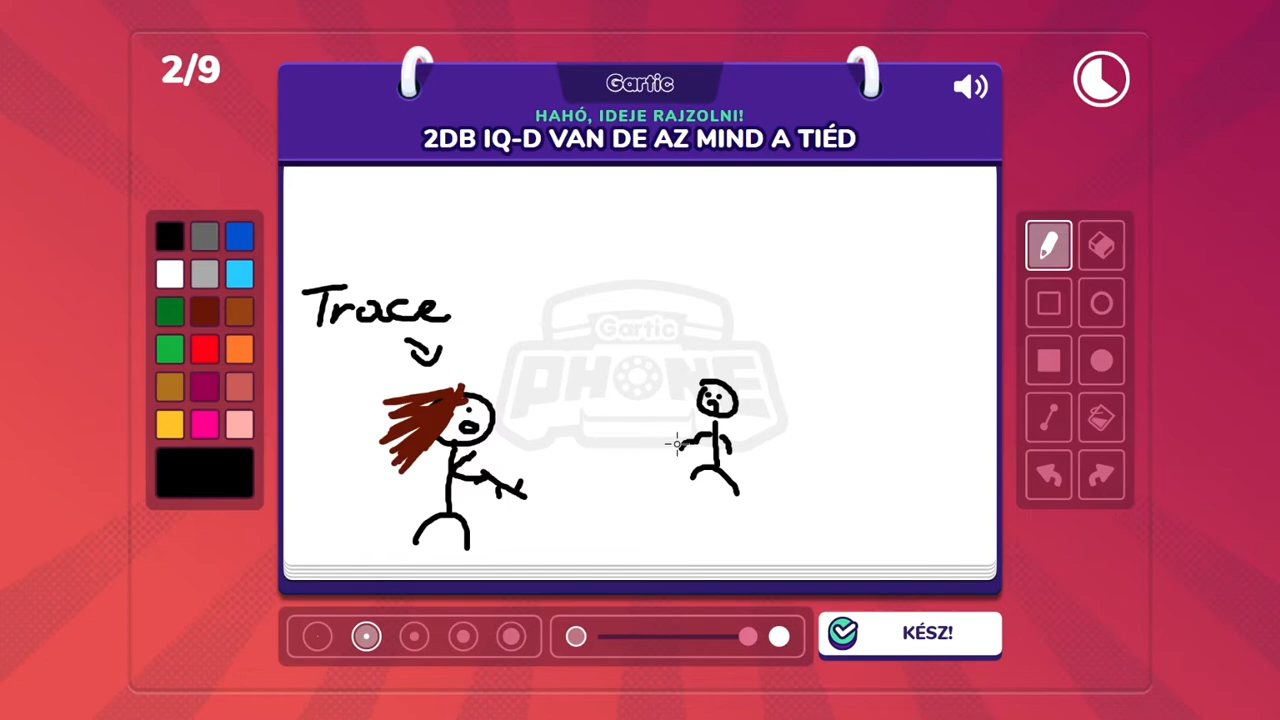 2/9
Gartic
HAHÓ, IDEJE RAJZOLNI!
2DB IQ-D VAN DE AZ MIND A TIÉD
Trace
Gartic
PHONE
KÉSZ!